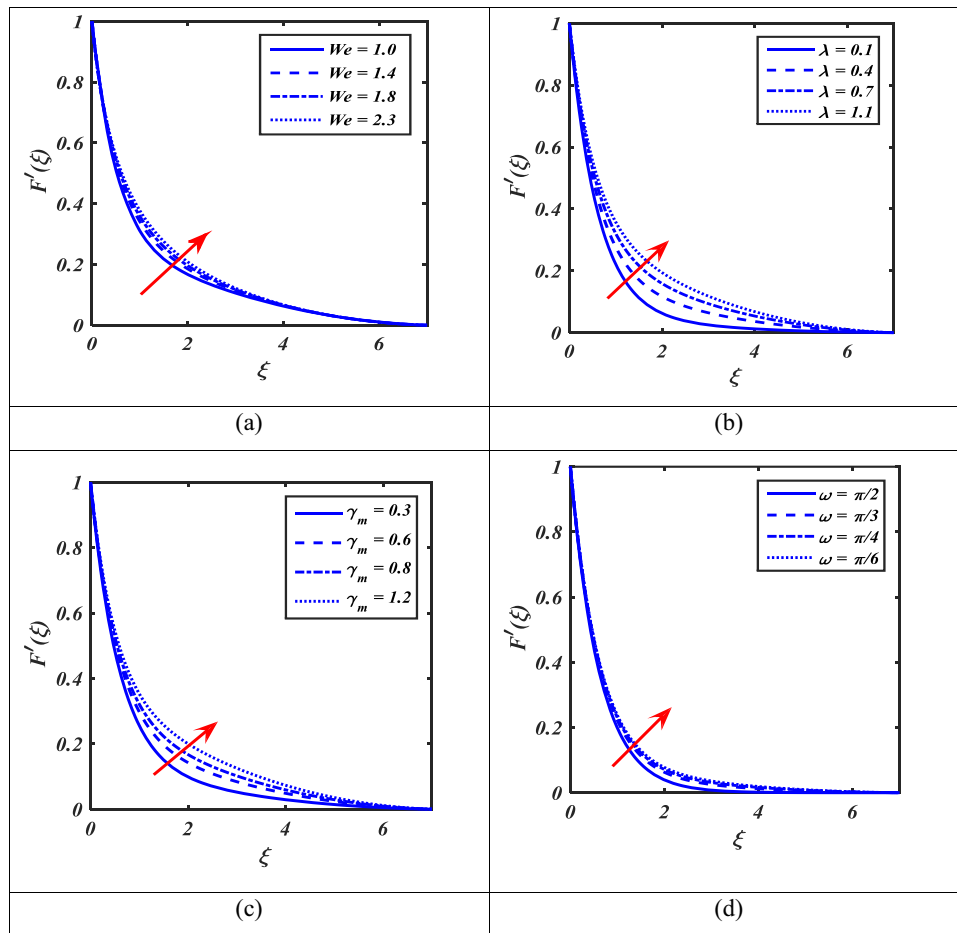 1
0.8
0.6
0.4
0.2
0
F′(ξ)
We = 1.0
We = 1.4
We = 1.8
We = 2.3
0 2 4 6
ξ
(a)
1
0.8
0.6
0.4
0.2
0
F′(ξ)
λ = 0.1
λ = 0.4
λ = 0.7
λ = 1.1
0 2 4 6
ξ
(b)
1
0.8
0.6
0.4
0.2
0
F′(ξ)
γm = 0.3
γm = 0.6
γm = 0.8
γm = 1.2
0 2 4 6
ξ
(c)
1
0.8
0.6
0.4
0.2
0
F′(ξ)
ω = π/2
ω = π/3
ω = π/4
ω = π/6
0 2 4 6
ξ
(d)